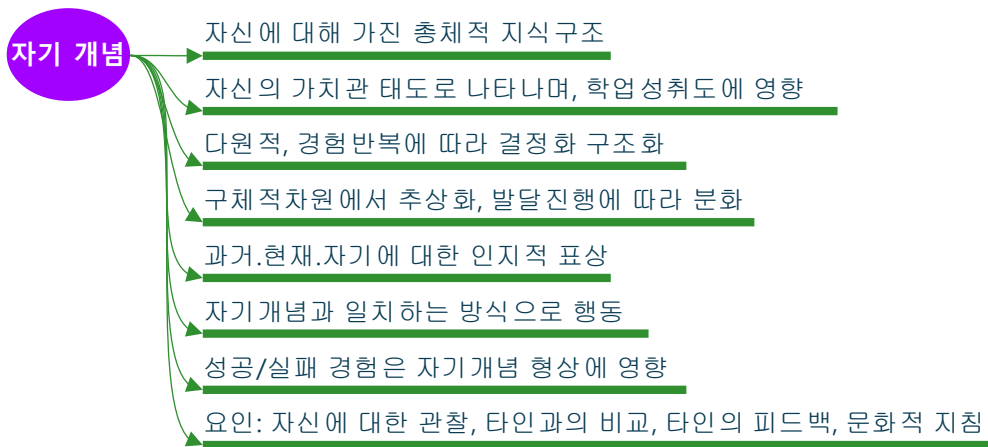 자기 개념
자신에 대해 가진 총체적 지식구조
자신의 가치관 태도로 나타나며, 학업성취도에 영향
다원적, 경험반복에 따라 결정화 구조화
구체적차원에서 추상화, 발달진행에 따라 분화
과거.현재.자기에 대한 인지적 표상
자기개념과 일치하는 방식으로 행동
성공/실패 경험은 자기개념 형상에 영향
요인: 자신에 대한 관찰, 타인과의 비교, 타인의 피드백, 문화적 지침